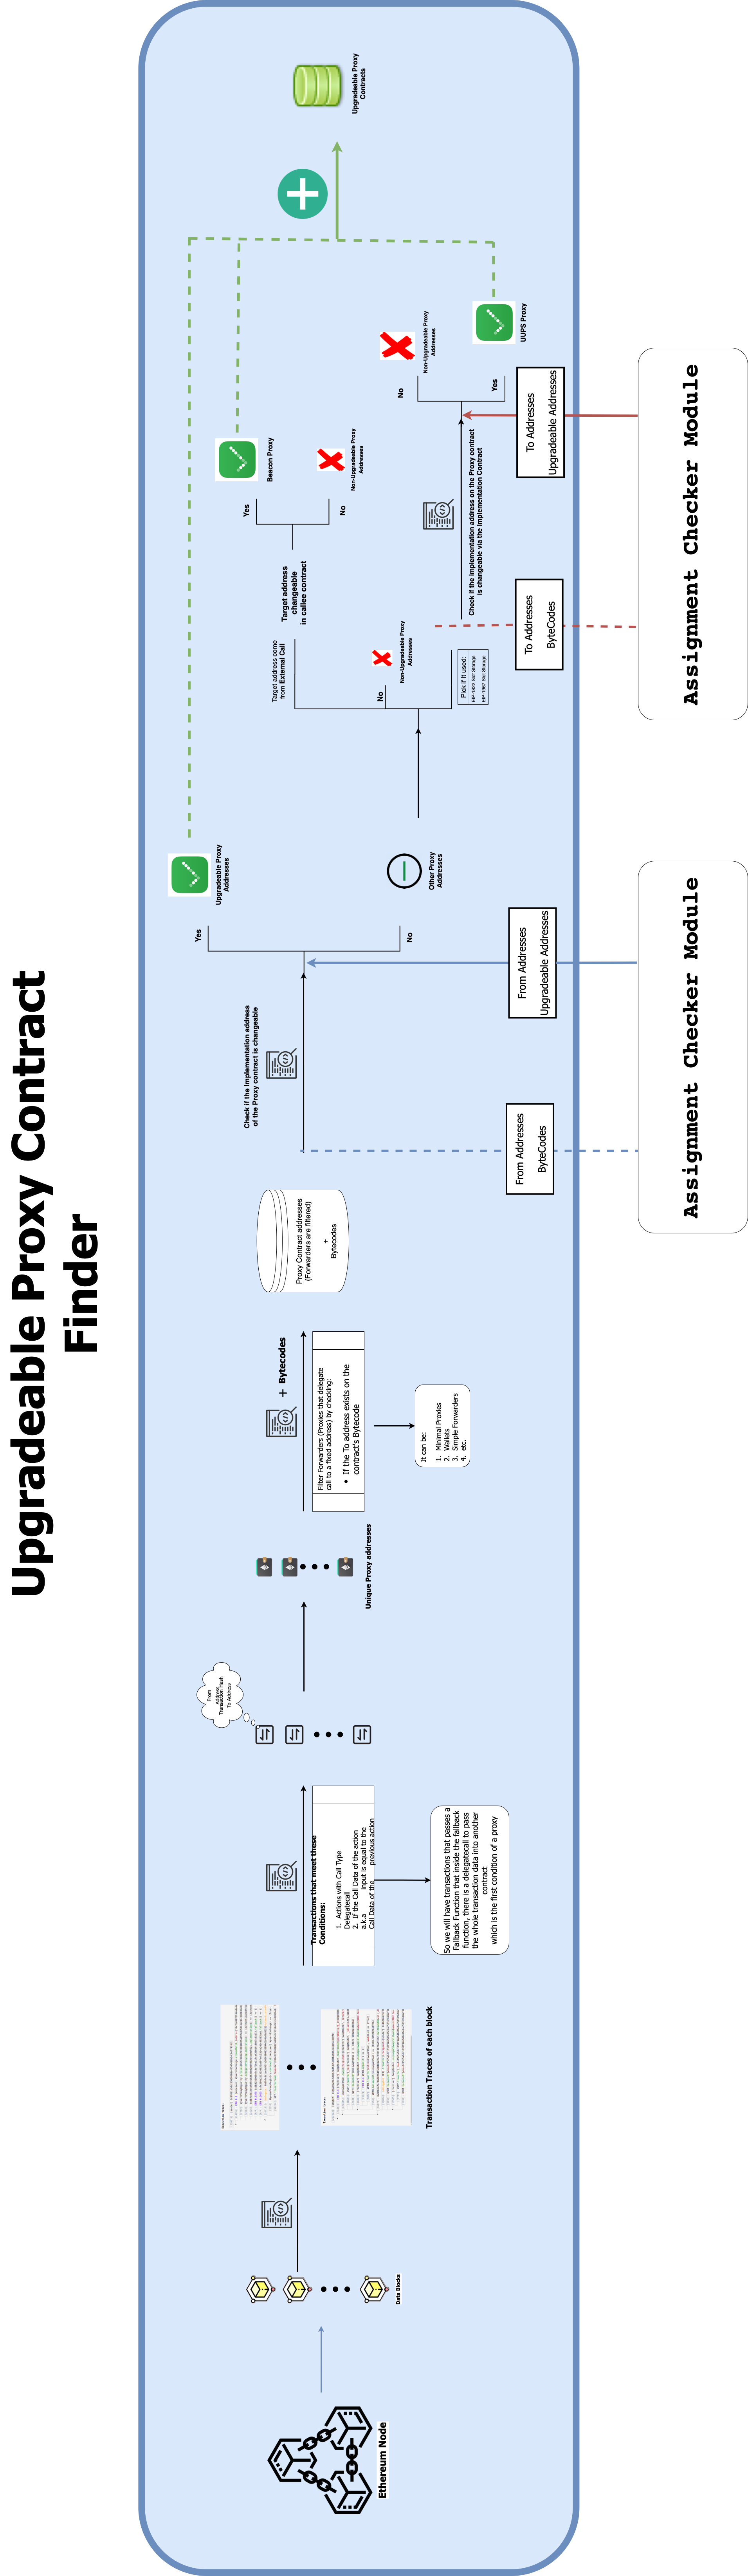 Upgradeable Proxy Contract
Finder
Ethereum Node
Data Blocks
Transaction Traces of each block
Transactions that meet these
Conditions:
1. Actions with Call Type
Delegatecall
2. If the Call Data of the action
a.k.a input is equal to the
Call Data of the previous action
So we will have transactions that passes a
Fallback Function that inside the fallback
function, there is a delegatecall to pass
the whole transaction data into another
contract
which is the first condition of a proxy
From
Address
Transaction Hash
To Address
Unique Proxy addresses
+ Bytecodes
Filter Forwarders (Proxies that delegate
call to a fixed address) by checking:
• If the To address exists on the
contract's Bytecode
It can be:
1. Minimal Proxies
2. Wallets
3. Simple Forwarders
4. etc.
Proxy Contract addresses
(Forwarders are filtered)
+
Bytecodes
From Addresses
ByteCodes
Check if the Implementation address
of the Proxy contract is changeable
From Addresses
Upgradeable Addresses
Assignment Checker Module
Yes
No
Upgradeable Proxy
Addresses
Other Proxy
Addresses
Target address come
from External Call
No
Non-Upgradeable Proxy
Addresses
Pick if it used:
EIP-1822 Slot Storage
EIP-1967 Slot Storage
Target address
changeable
in callee contract
Yes
No
Beacon Proxy
Non-Upgradeable Proxy
Addresses
To Addresses
ByteCodes
Check if the implementation address on the Proxy contract
is changeable via the Implementation Contract
To Addresses
Upgradeable Addresses
Assignment Checker Module
No
Yes
Non-Upgradeable Proxy
Addresses
UUPS Proxy
Upgradeable Proxy
Contracts